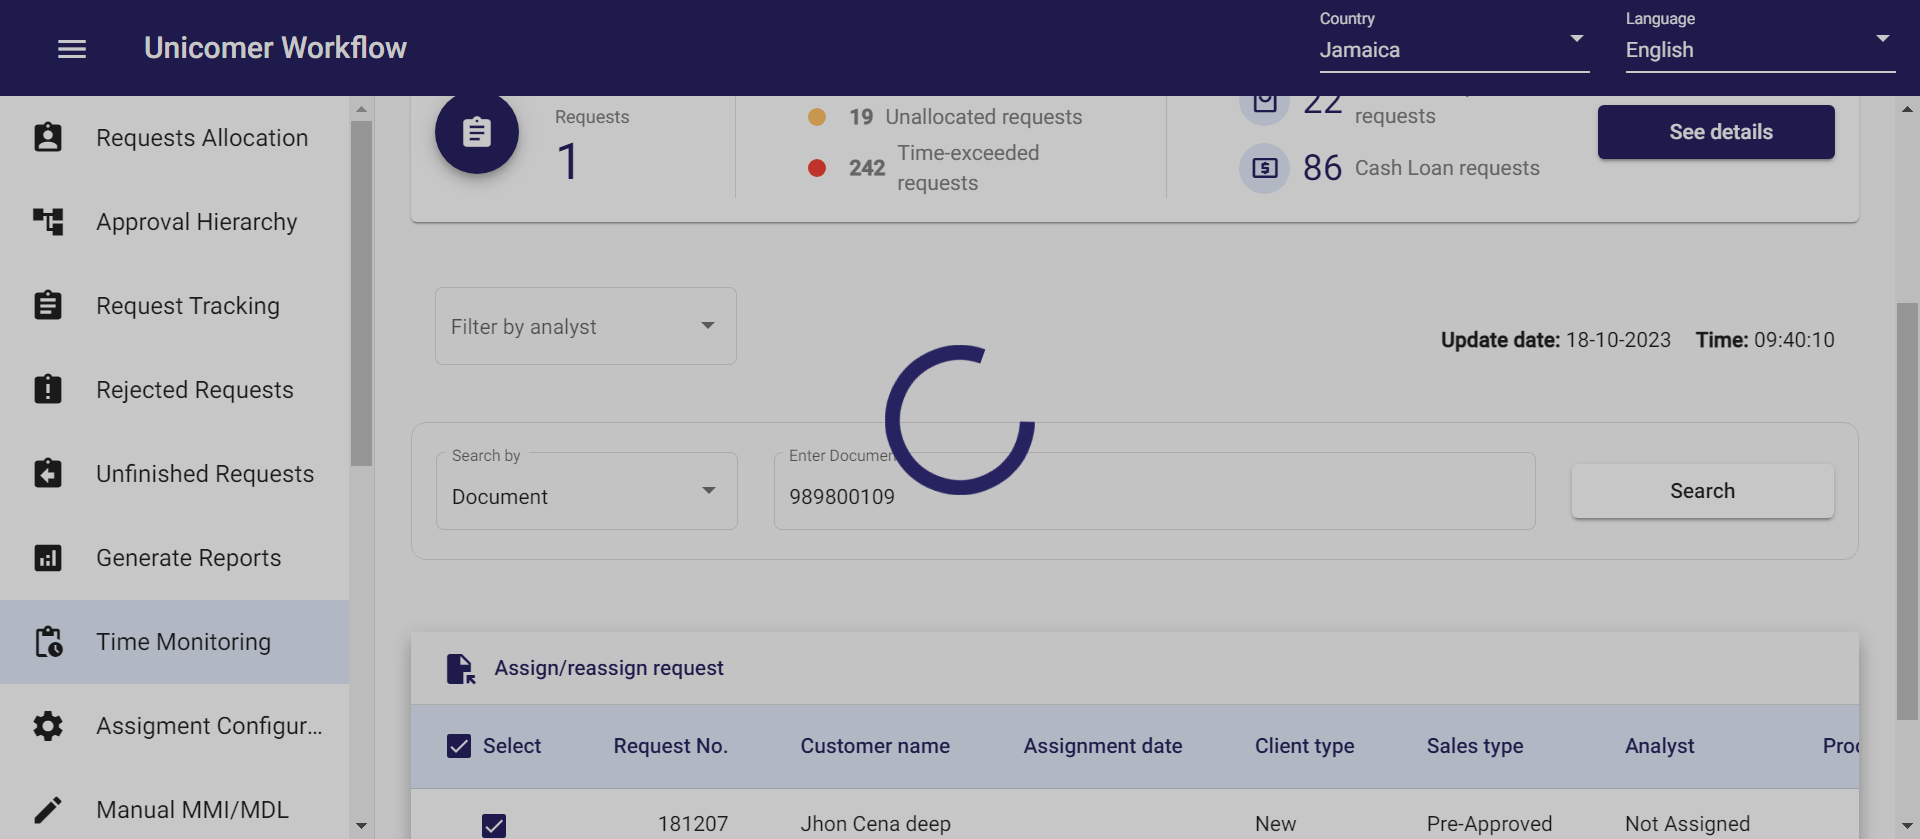 Unicomer Workflow
Country
Jamaica
Language
English
Requests Allocation
Approval Hierarchy
Request Tracking
Rejected Requests
Unfinished Requests
Generate Reports
Time Monitoring
Assigment Configur...
Manual MMI/MDL
Requests
1
19 Unallocated requests
242 Time-exceeded
requests
22
requests
86 Cash Loan requests
See details
Filter by analyst
Update date: 18-10-2023 Time: 09:40:10
Search by
Document
Enter Documen
989800109
Search
Assign/reassign request
Select Request No. Customer name Assignment date Client type Sales type Analyst
181207 Jhon Cena deep New Pre-Approved Not Assigned